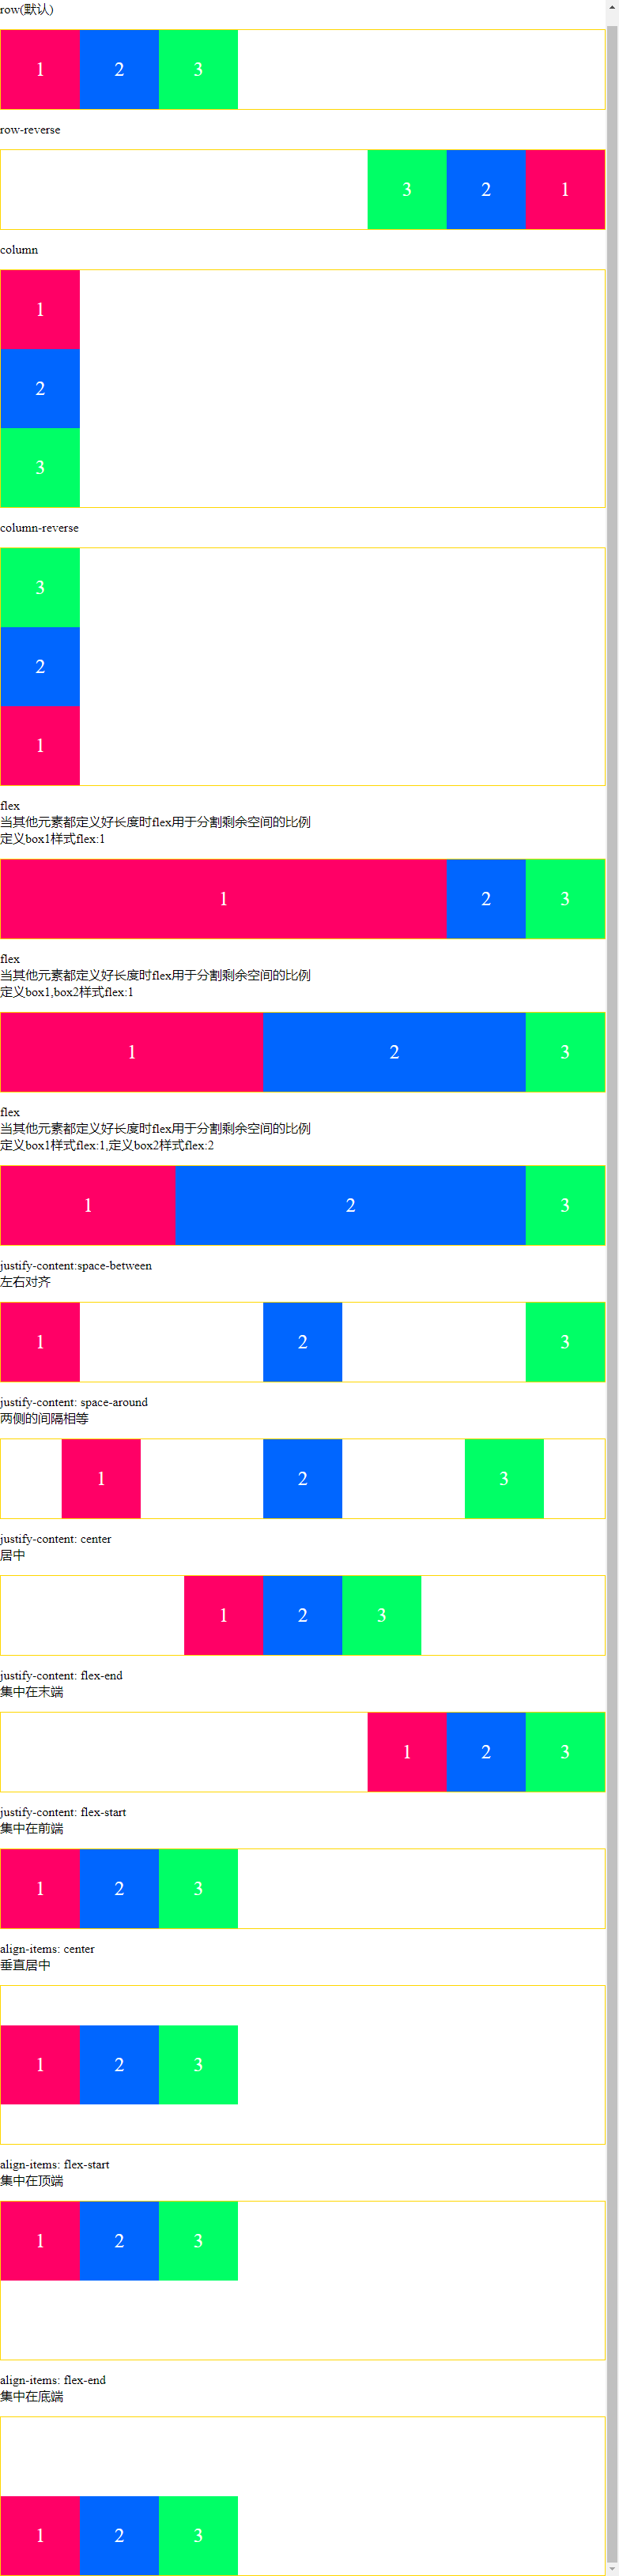 row(默认)
1 2 3
row-reverse
3 2 1
column
1
2
3
column-reverse
3
2
1
flex
当其他元素都定义好长度时flex用于分割剩余空间的比例
定义box1样式flex:1
1 2 3
flex
当其他元素都定义好长度时flex用于分割剩余空间的比例
定义box1,box2样式flex:1
1 2 3
flex
当其他元素都定义好长度时flex用于分割剩余空间的比例
定义box1样式flex:1,定义box2样式flex:2
1 2 3
justify-content:space-between
左右对齐
1 2 3
justify-content: space-around
两侧的间隔相等
1 2 3
justify-content: center
居中
1 2 3
justify-content: flex-end
集中在末端
1 2 3
justify-content: flex-start
集中在前端
1 2 3
align-items: center
垂直居中
1 2 3
align-items: flex-start
集中在顶端
1 2 3
align-items: flex-end
集中在底端
1 2 3